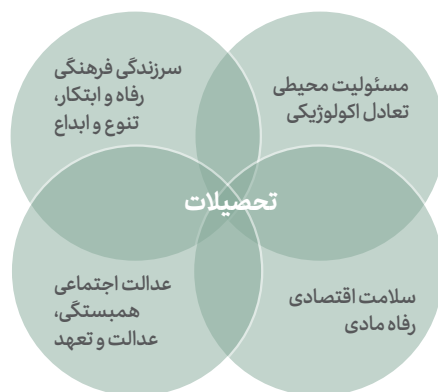 مسئولیت محیطی
تعادل اکولوژیکی
سرزندگی فرهنگی
رفاه و ابتکار،
تنوع و ابداع
تحصیلات
سلامت اقتصادی
رفاه مادی
عدالت اجتماعی
همبستگی،
عدالت و تعهد